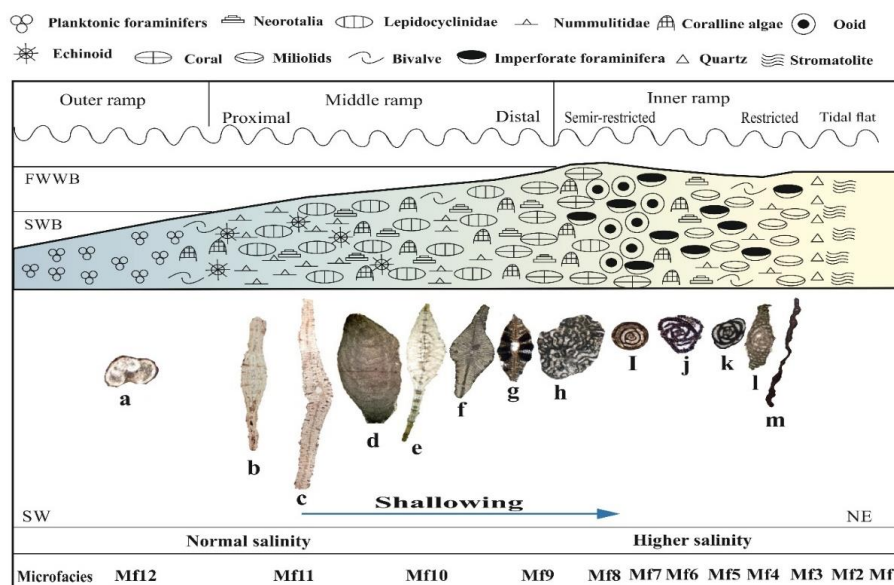 Planktonic foraminifers Neorotalia Lepidocyclinidae Nummulitidae Coralline algae Ooid
Echinoid Coral Miliolids Bivalve Imperforate foraminifera Quartz Stromatolite
Outer ramp Middle ramp Inner ramp
Proximal Distal Semir-restricted Restricted Tidal flat
FWWB
SWB
a b c d e f g h I j k l m
Shallowing
SW NE
Normal salinity Higher salinity
Microfacies Mf12 Mf11 Mf10 Mf9 Mf8 Mf7 Mf6 Mf5 Mf4 Mf3 Mf2 Mf